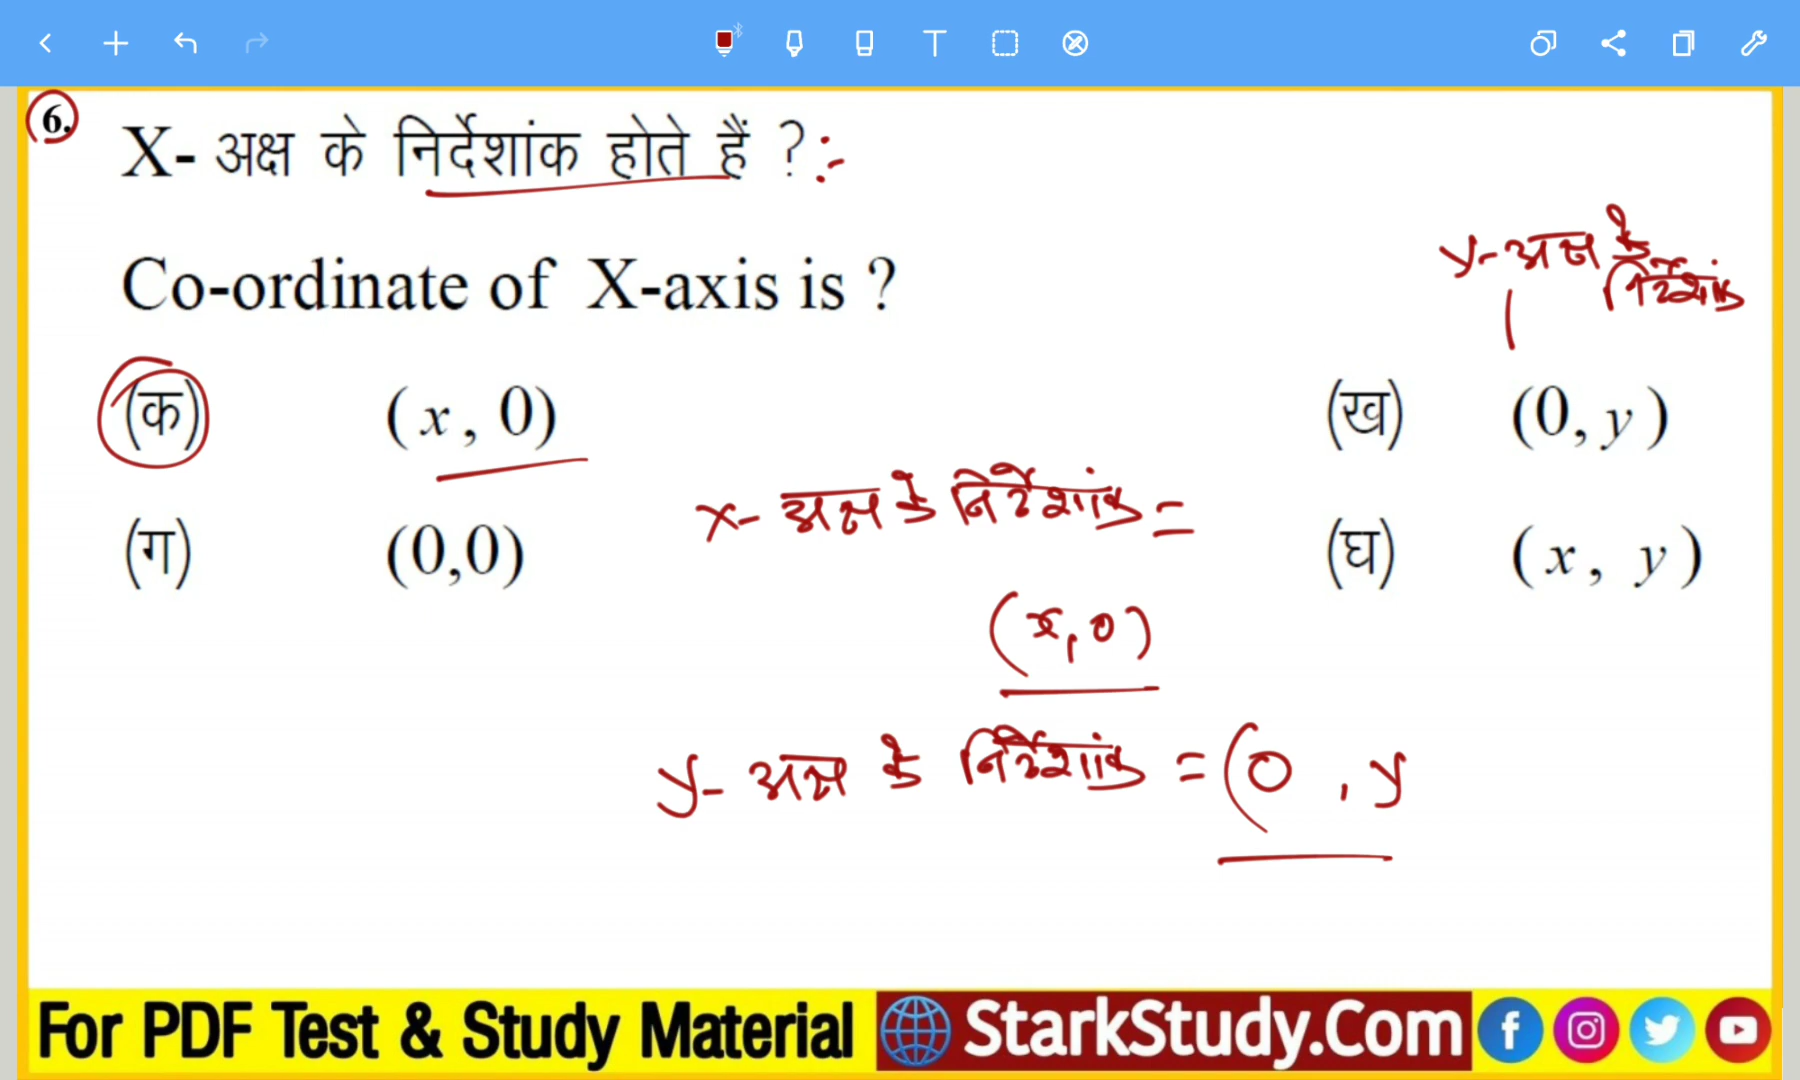 6.
X- अक्ष के निर्देशांक होते हैं ? :-
Co-ordinate of X-axis is ?
y-अक्ष के
निर्देशांक
(क) (x, 0)
(ख) (0, y)
x- अक्ष के निर्देशांक =
(ग) (0,0)
(घ) (x, y)
(x, 0)
y- अक्ष के निर्देशांक = (0, y
For PDF Test & Study Material StarkStudy.Com